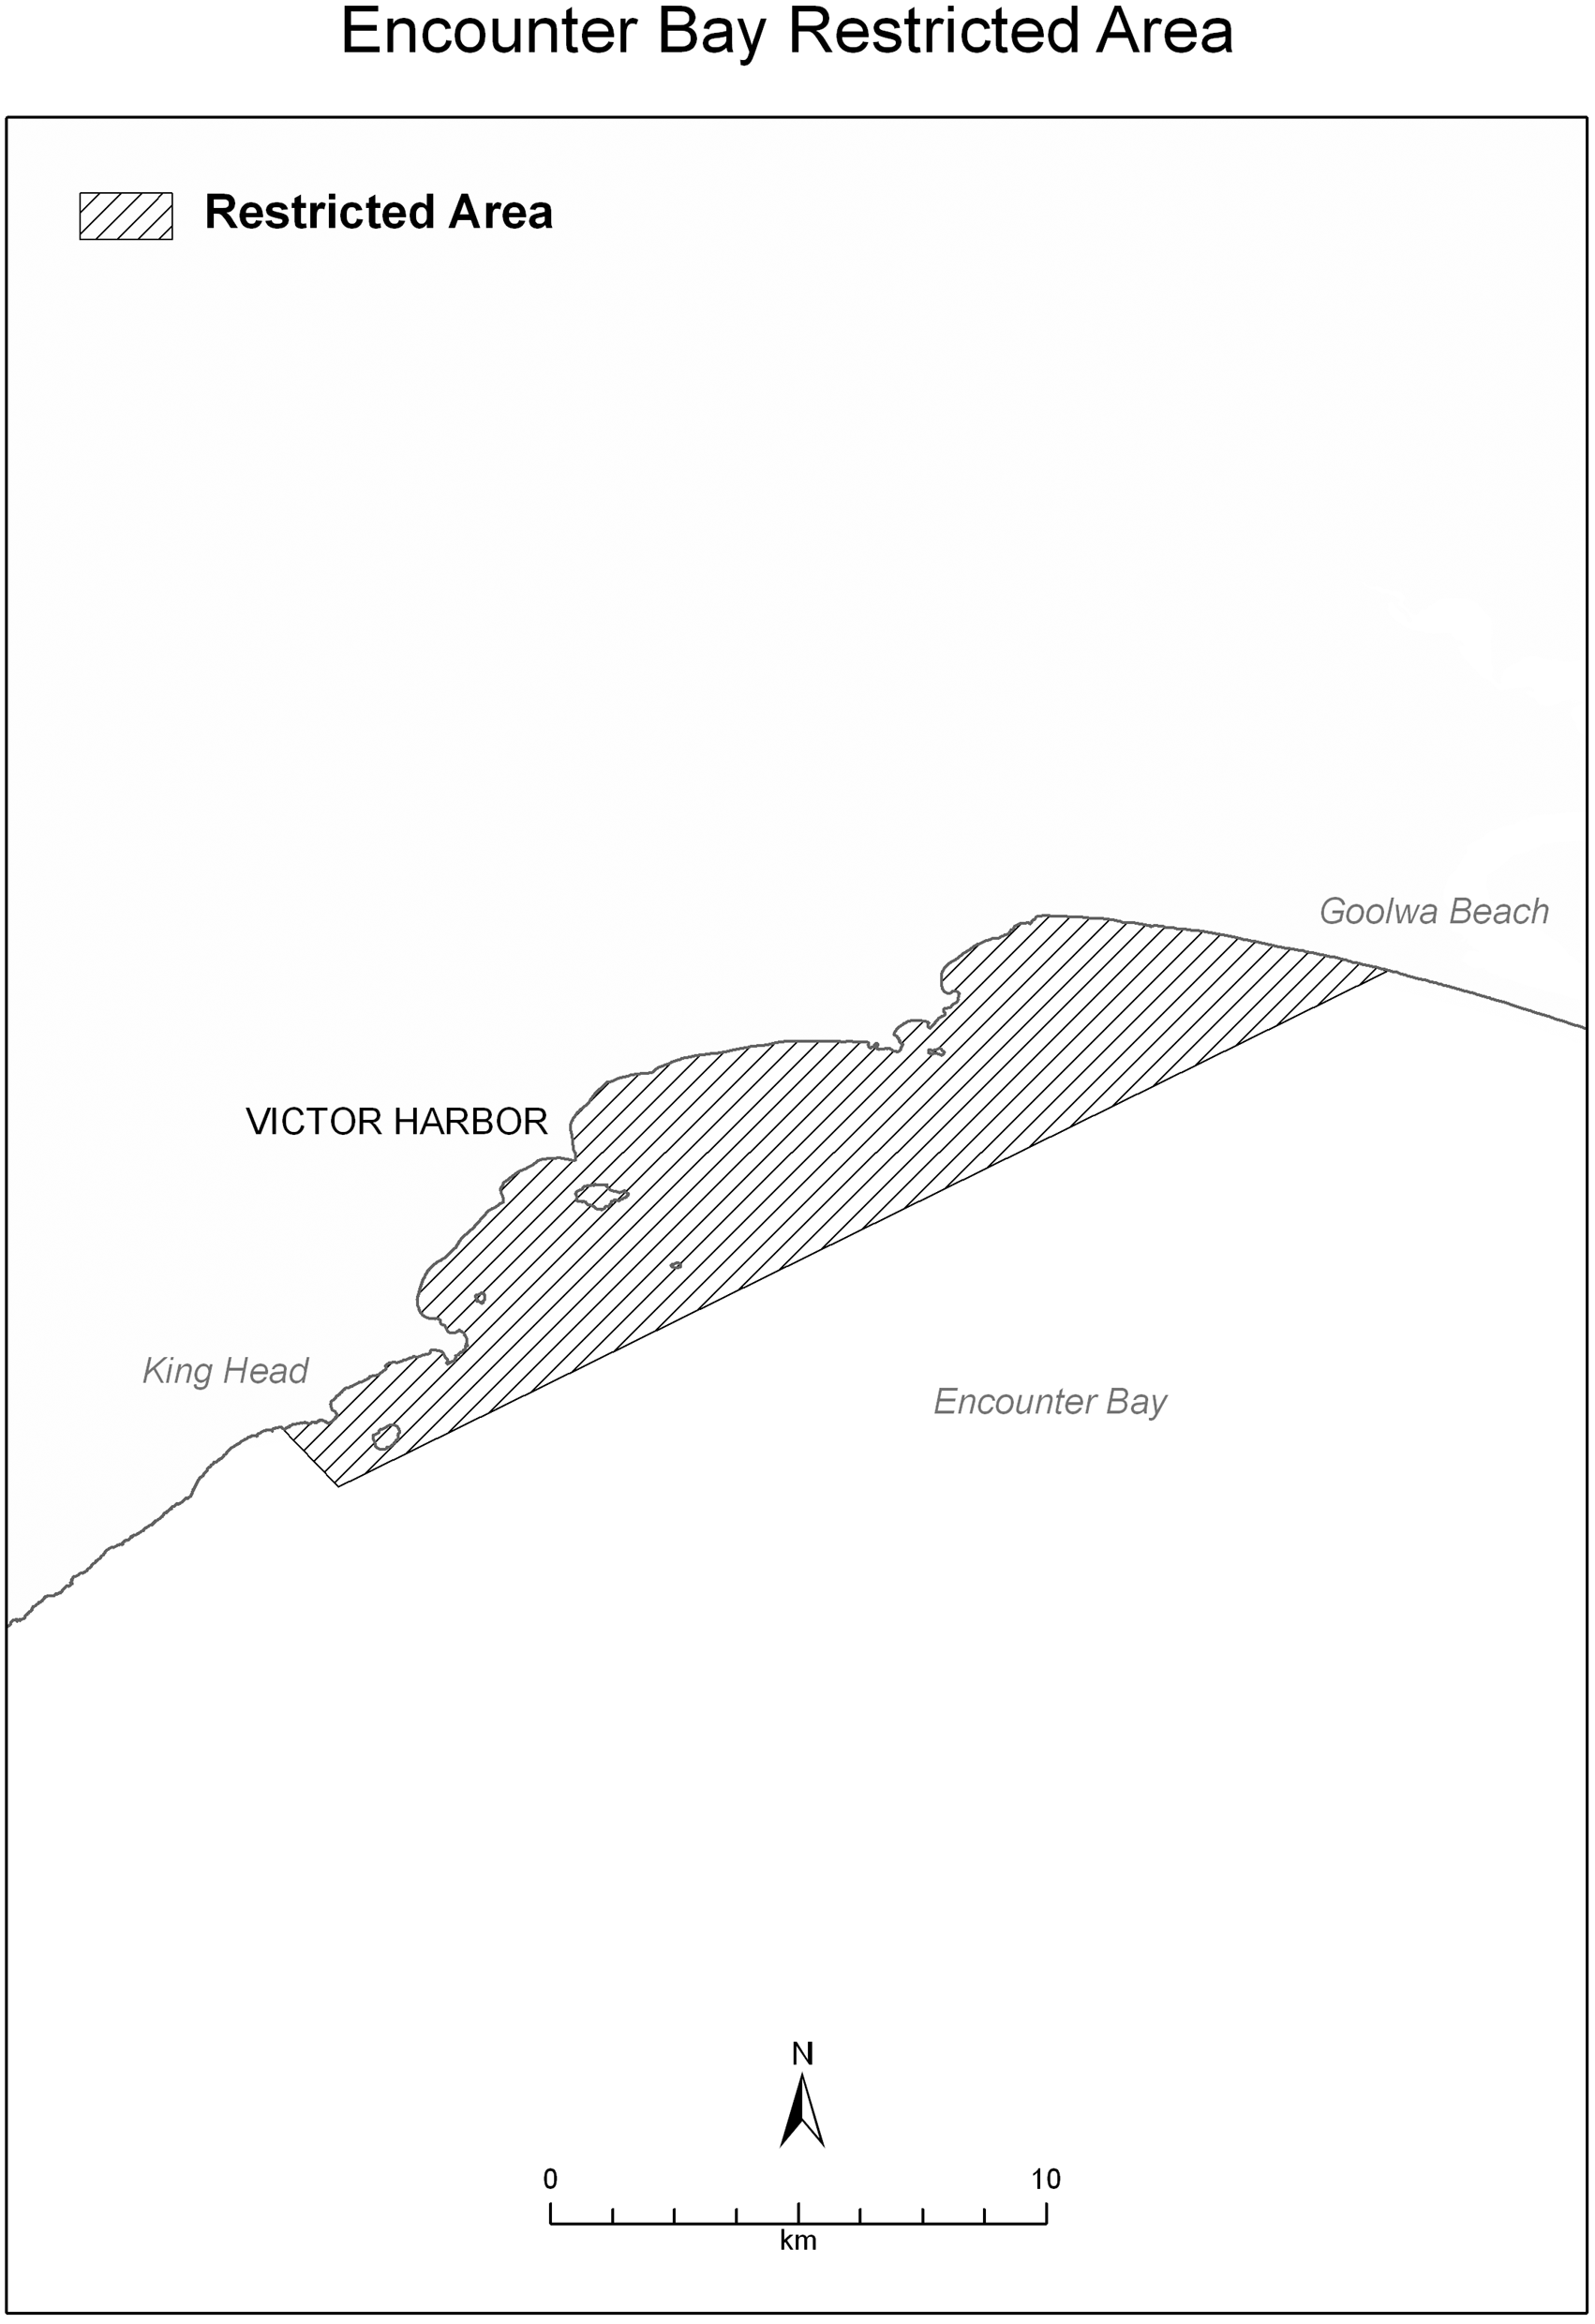 Encounter Bay Restricted Area
Restricted Area
Goolwa Beach
VICTOR HARBOR
King Head
Encounter Bay
N
0 10
km